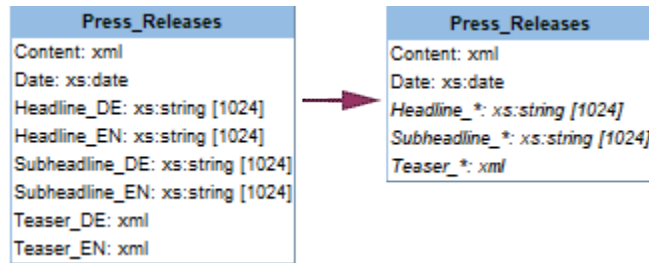 Press_Releases
Content: xml
Date: xs:date
Headline_DE: xs:string [1024]
Headline_EN: xs:string [1024]
Subheadline_DE: xs:string [1024]
Subheadline_EN: xs:string [1024]
Teaser_DE: xml
Teaser_EN: xml
Press_Releases
Content: xml
Date: xs:date
Headline_*: xs:string [1024]
Subheadline_*: xs:string [1024]
Teaser_*: xml